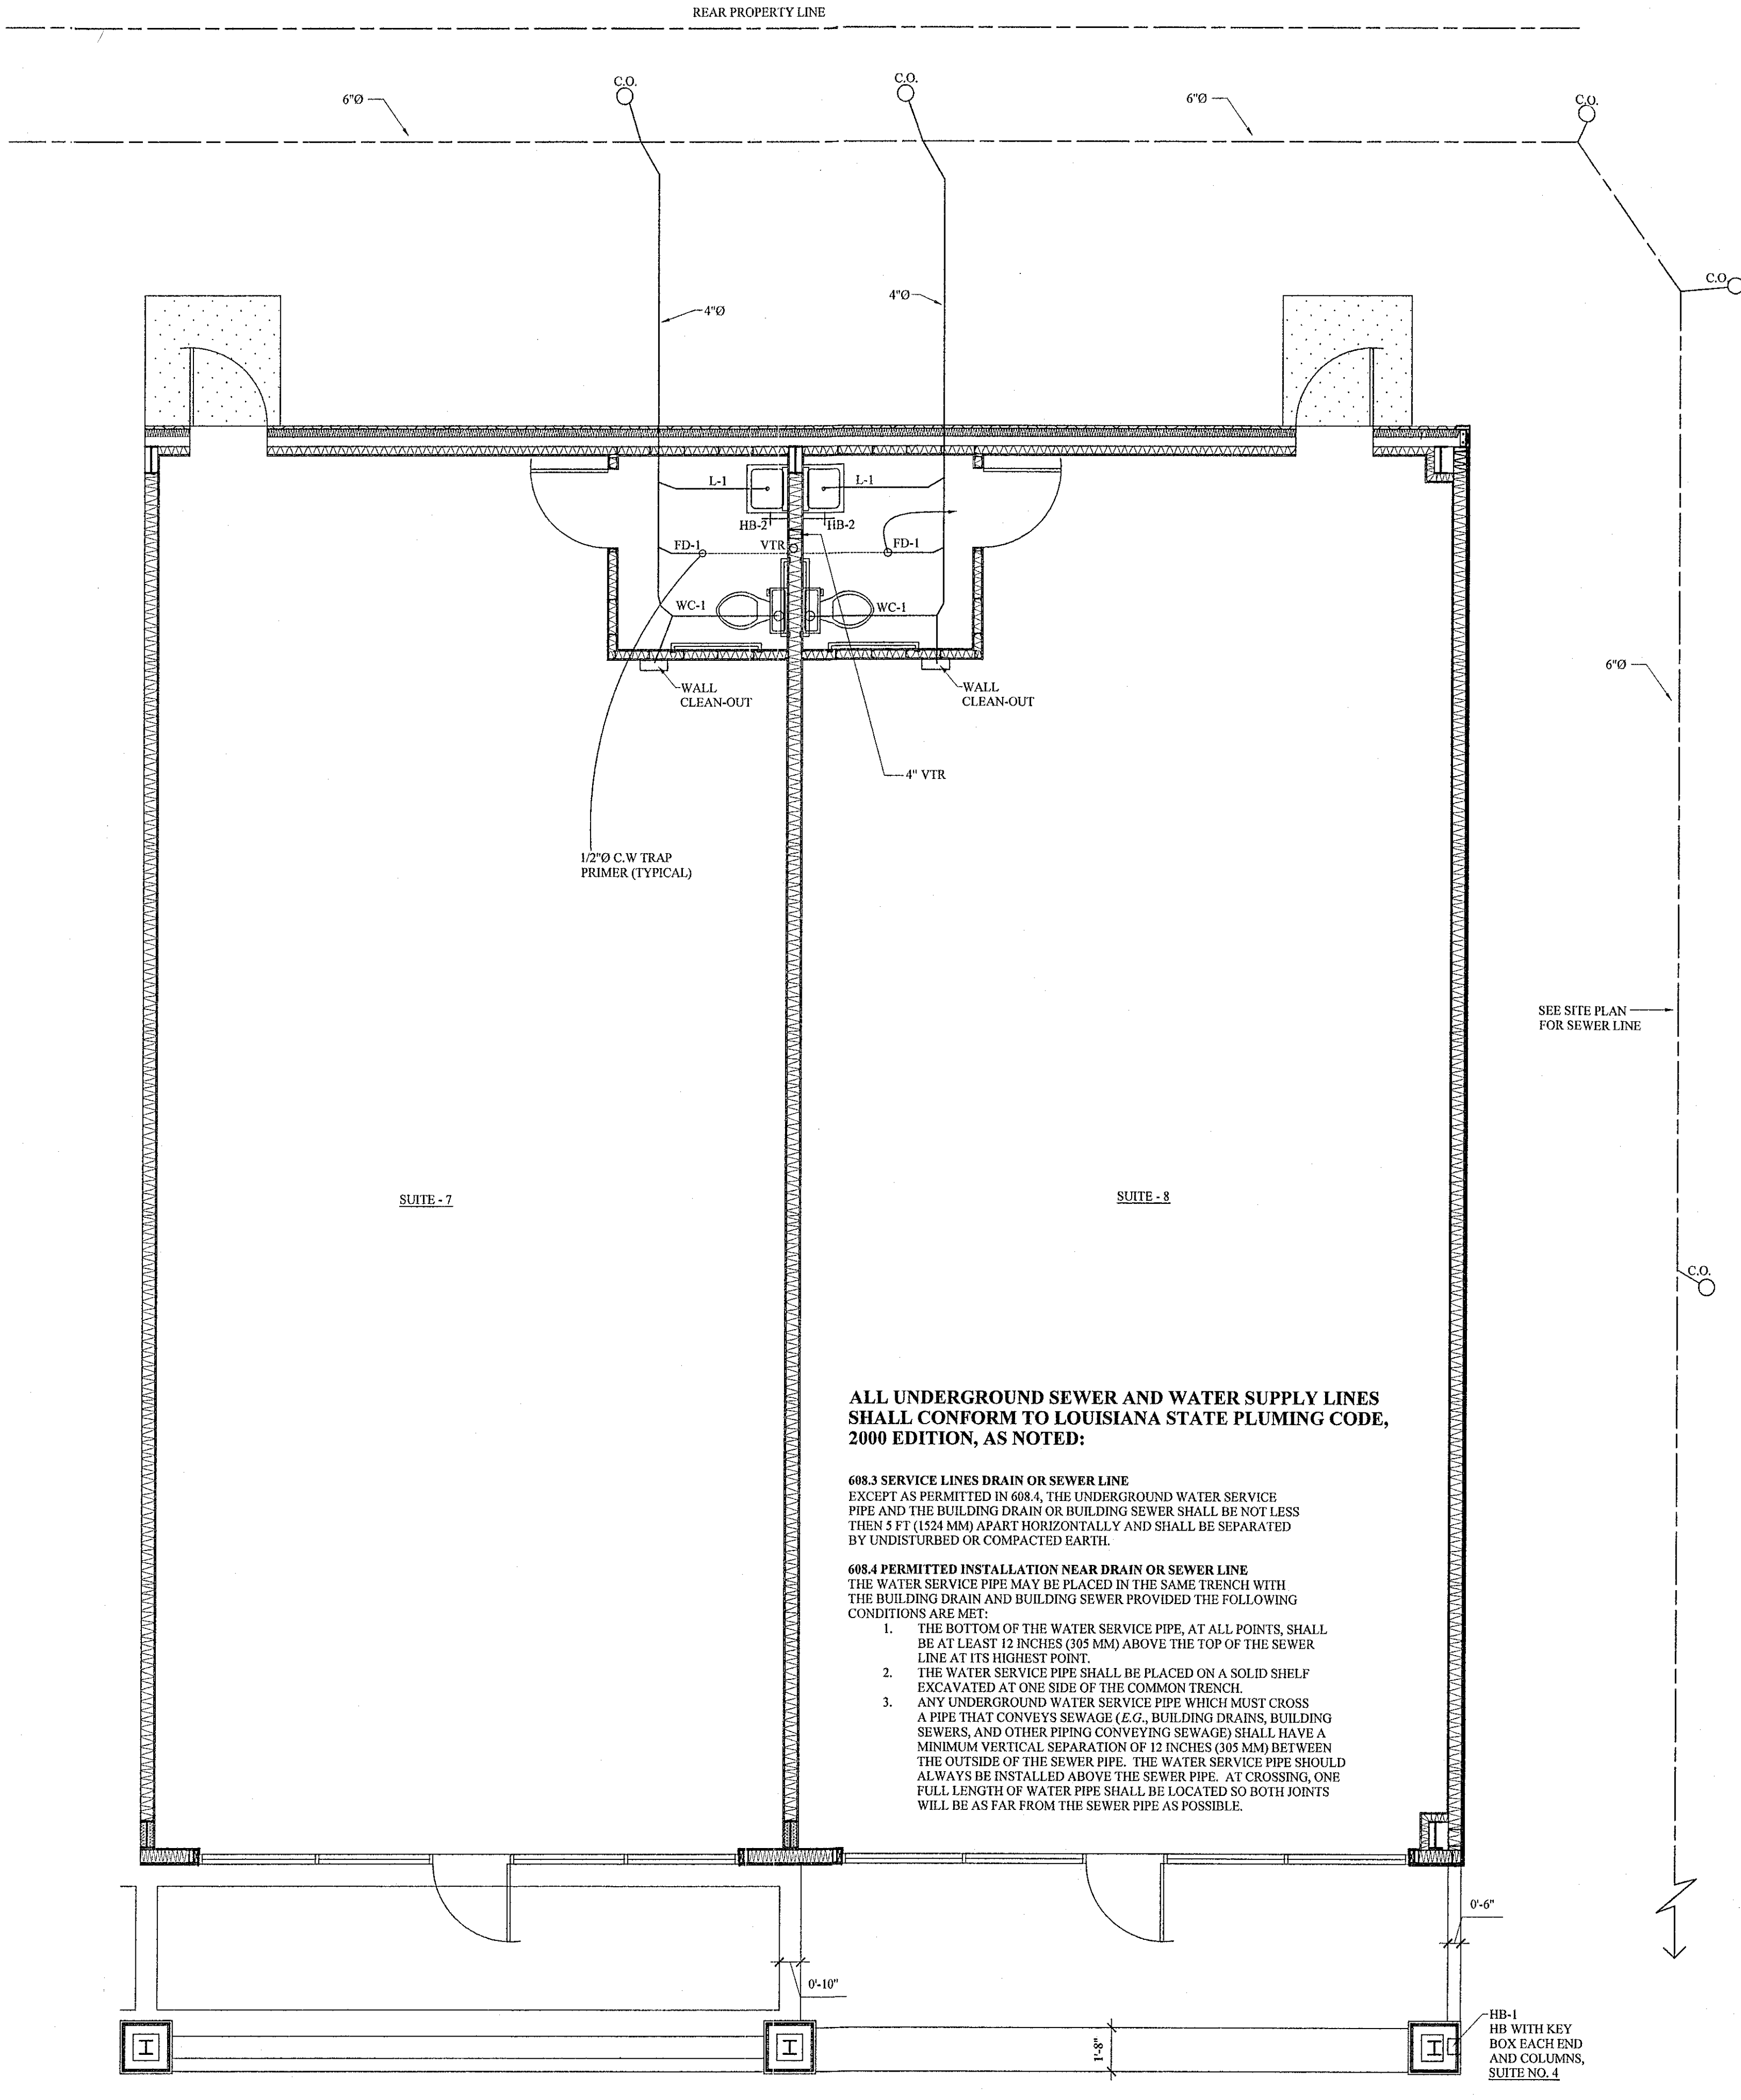 REAR PROPERTY LINE
C.O.
C.O.
6"Ø
6"Ø
C.O.
C.O.
4"Ø
4"Ø
L-1
L-1
HB-2
HB-2
FD-1
VTR
FD-1
WC-1
WC-1
WALL
CLEAN-OUT
WALL
CLEAN-OUT
6"Ø
4" VTR
1/2"Ø C.W TRAP
PRIMER (TYPICAL)
SEE SITE PLAN
FOR SEWER LINE
SUITE - 7
SUITE - 8
C.O.
ALL UNDERGROUND SEWER AND WATER SUPPLY LINES
SHALL CONFORM TO LOUISIANA STATE PLUMING CODE,
2000 EDITION, AS NOTED:
608.3 SERVICE LINES DRAIN OR SEWER LINE
EXCEPT AS PERMITTED IN 608.4, THE UNDERGROUND WATER SERVICE
PIPE AND THE BUILDING DRAIN OR BUILDING SEWER SHALL BE NOT LESS
THEN 5 FT (1524 MM) APART HORIZONTALLY AND SHALL BE SEPARATED
BY UNDISTURBED OR COMPACTED EARTH.
608.4 PERMITTED INSTALLATION NEAR DRAIN OR SEWER LINE
THE WATER SERVICE PIPE MAY BE PLACED IN THE SAME TRENCH WITH
THE BUILDING DRAIN AND BUILDING SEWER PROVIDED THE FOLLOWING
CONDITIONS ARE MET:
1. THE BOTTOM OF THE WATER SERVICE PIPE, AT ALL POINTS, SHALL
BE AT LEAST 12 INCHES (305 MM) ABOVE THE TOP OF THE SEWER
LINE AT ITS HIGHEST POINT.
2. THE WATER SERVICE PIPE SHALL BE PLACED ON A SOLID SHELF
EXCAVATED AT ONE SIDE OF THE COMMON TRENCH.
3. ANY UNDERGROUND WATER SERVICE PIPE WHICH MUST CROSS
A PIPE THAT CONVEYS SEWAGE (E.G., BUILDING DRAINS, BUILDING
SEWERS, AND OTHER PIPING CONVEYING SEWAGE) SHALL HAVE A
MINIMUM VERTICAL SEPARATION OF 12 INCHES (305 MM) BETWEEN
THE OUTSIDE OF THE SEWER PIPE. THE WATER SERVICE PIPE SHOULD
ALWAYS BE INSTALLED ABOVE THE SEWER PIPE. AT CROSSING, ONE
FULL LENGTH OF WATER PIPE SHALL BE LOCATED SO BOTH JOINTS
WILL BE AS FAR FROM THE SEWER PIPE AS POSSIBLE.
0'-6"
0'-10"
1'-8"
HB-1
HB WITH KEY
BOX EACH END
AND COLUMNS,
SUITE NO. 4